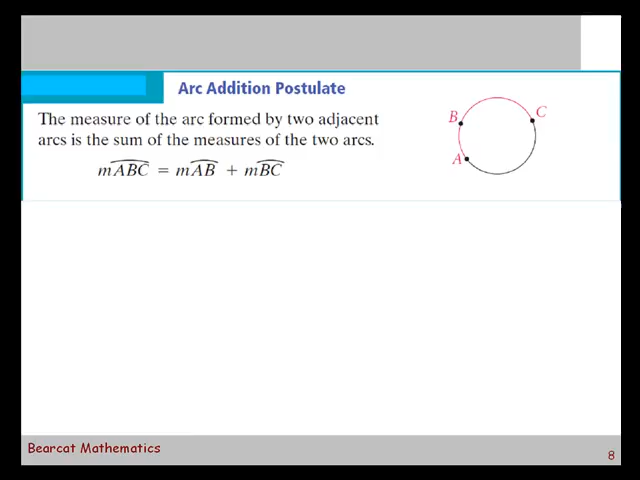 Arc Addition Postulate
The measure of the arc formed by two adjacent
arcs is the sum of the measures of the two arcs.
mABC = mAB + mBC
B
C
A
Bearcat Mathematics
8